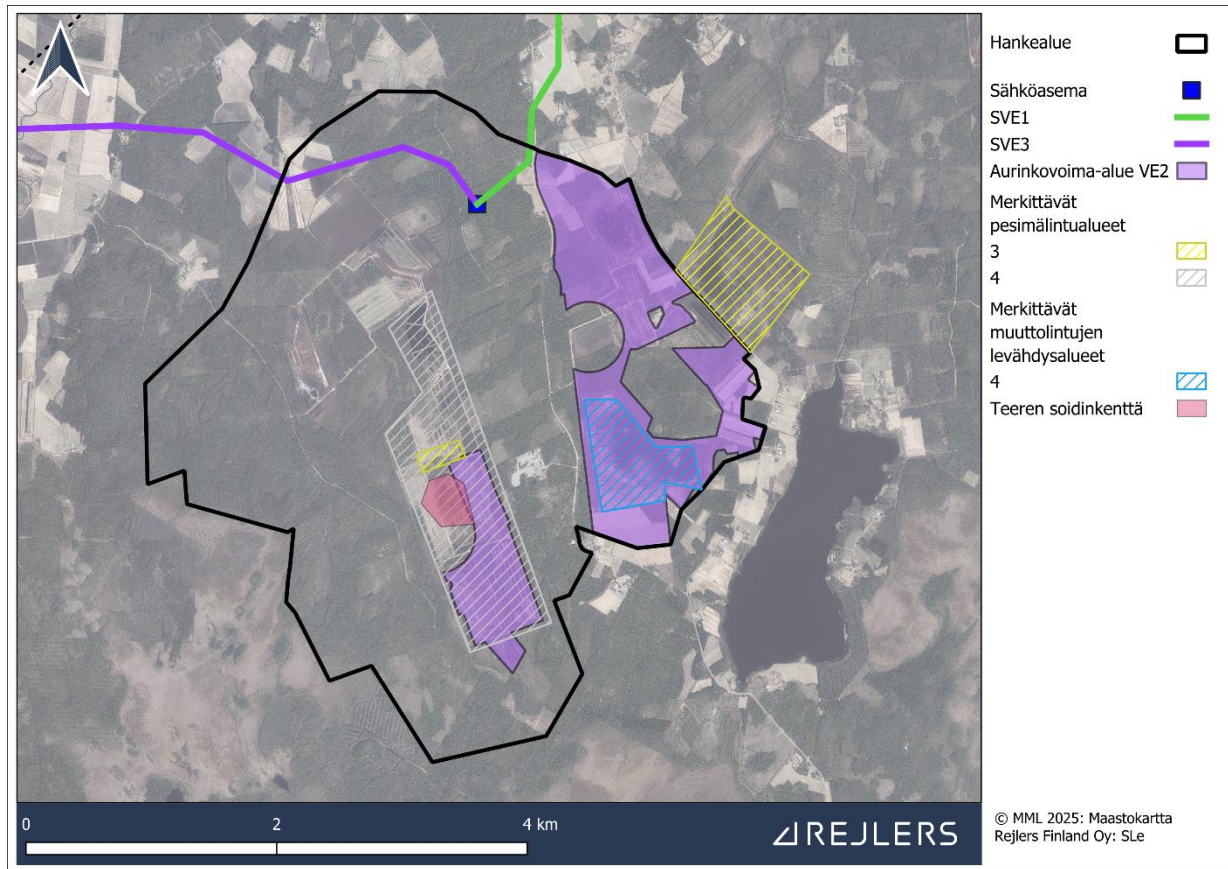 Hankealue
Sähköasema
SVE1
SVE3
Aurinkovoima-alue VE2
Merkittävät
pesimälintualueet
3
4
Merkittävät
muuttolintujen
levähdysalueet
4
Teeren soidinkenttä
0 2 4 km
REJLERS
© MML 2025: Maastokartta
Rejlers Finland Oy: SLe